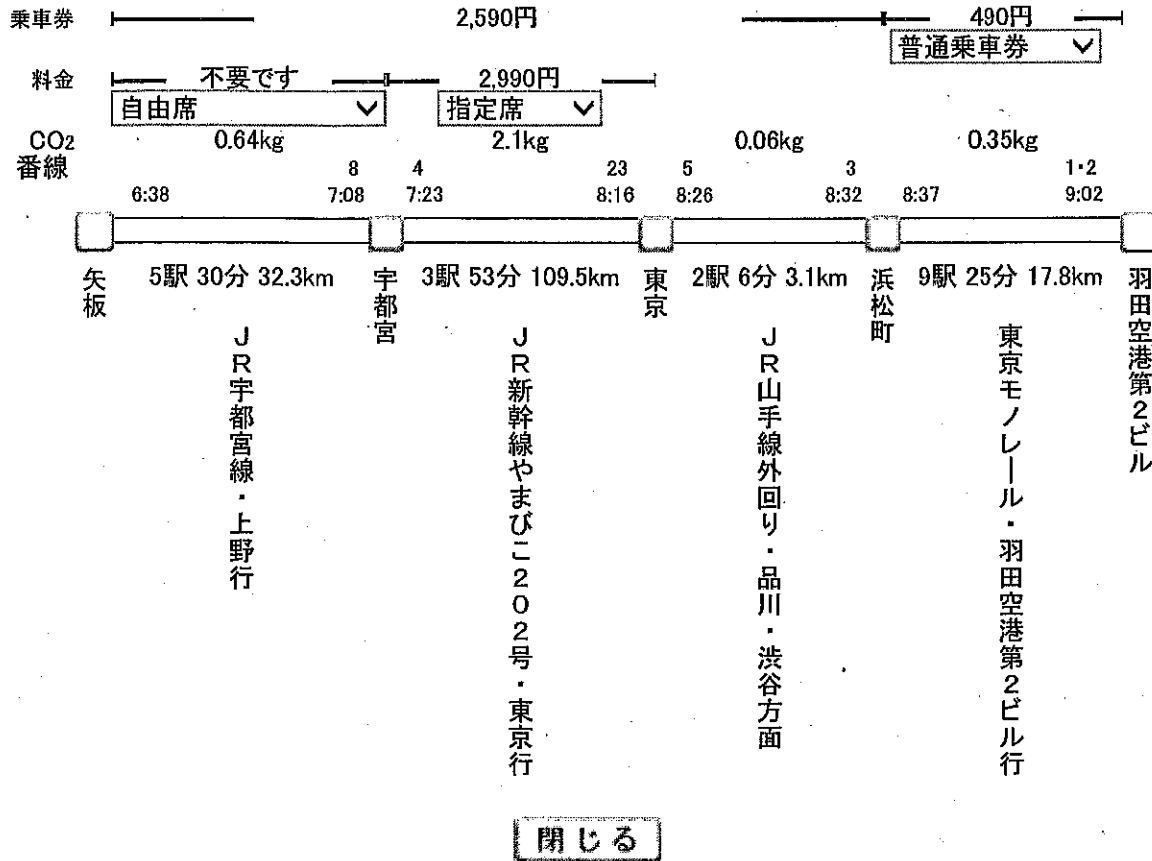 乗車券 2,590円 490円
普通乗車券
料金 不要です 2,990円
自由席 指定席
CO2 0.64kg 2.1kg 0.06kg 0.35kg
番線 8 4 23 5 3 1・2
6:38 7:08 7:23 8:16 8:26 8:32 8:37 9:02
5駅 30分 32.3km 3駅 53分 109.5km 2駅 6分 3.1km 9駅 25分 17.8km
矢板
宇都宮
東京
浜松町
羽田空港第2ビル
JR宇都宮線・上野行
JR新幹線やまびこ202号・東京行
JR山手線外回り・品川・渋谷方面
東京モノレール・羽田空港第2ビル行
閉じる